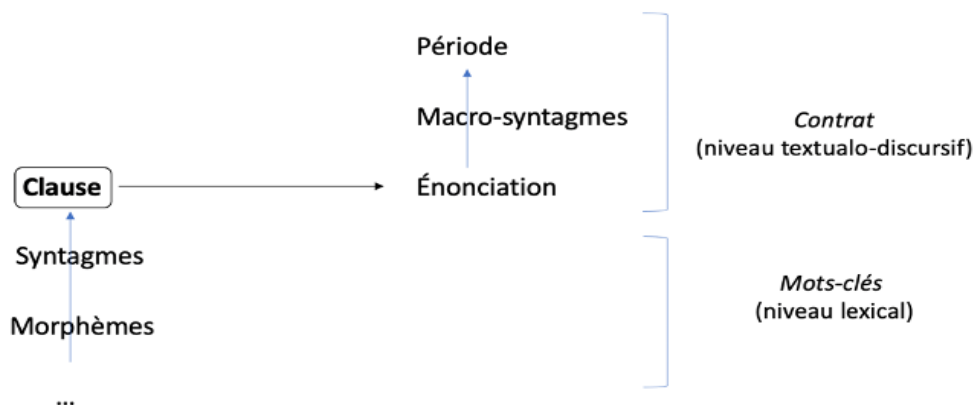 Période
Macro-syntagmes
Contrat
(niveau textualo-discursif)
Clause
Énonciation
Syntagmes
Mots-clés
(niveau lexical)
Morphèmes
...